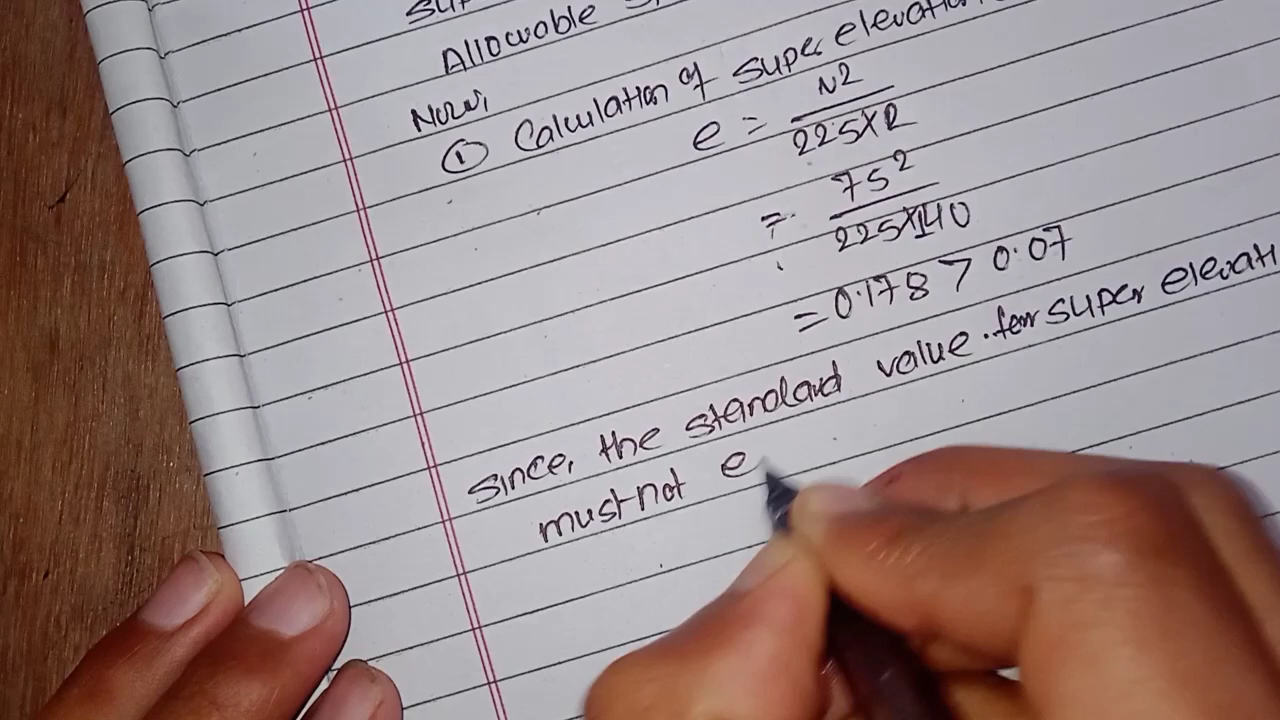 Allowable
Now,
① Calculation of super elevation
e = v2 / 225×R
= 75² / 225×140
= 0.178 > 0.07
Since, the standard value for super elevati
must not e